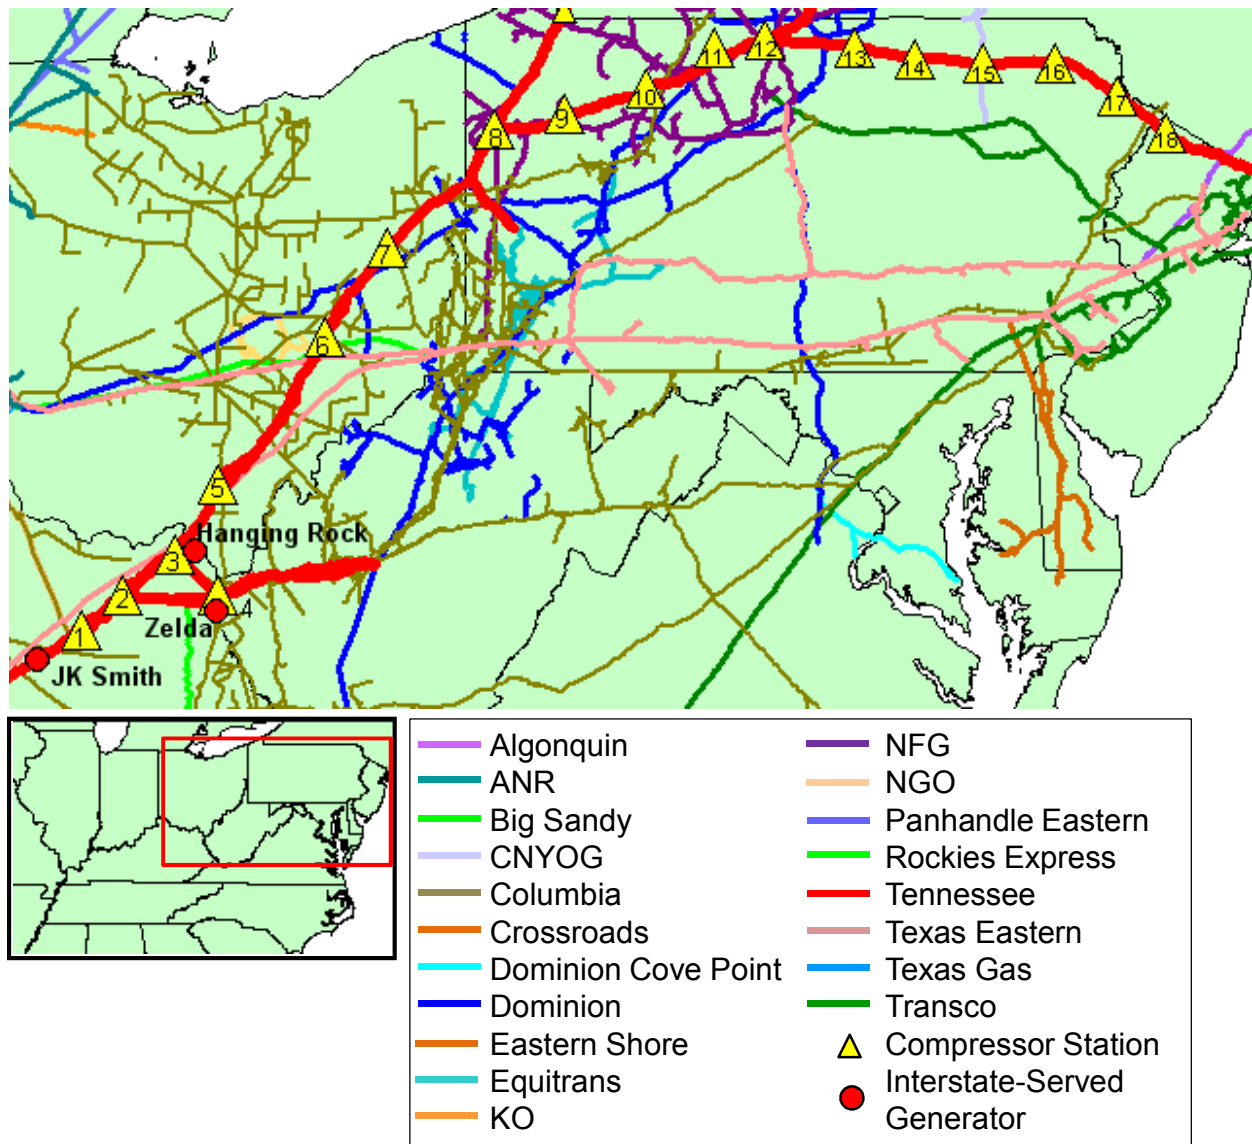 11
12
13
14
15
16
10
9
17
8
18
7
6
5
Hanging Rock
3
2
4
Zelda
1
JK Smith
Algonquin
ANR
Big Sandy
CNYOG
Columbia
Crossroads
Dominion Cove Point
Dominion
Eastern Shore
Equitrans
KO
NFG
NGO
Panhandle Eastern
Rockies Express
Tennessee
Texas Eastern
Texas Gas
Transco
Compressor Station
Interstate-Served
Generator